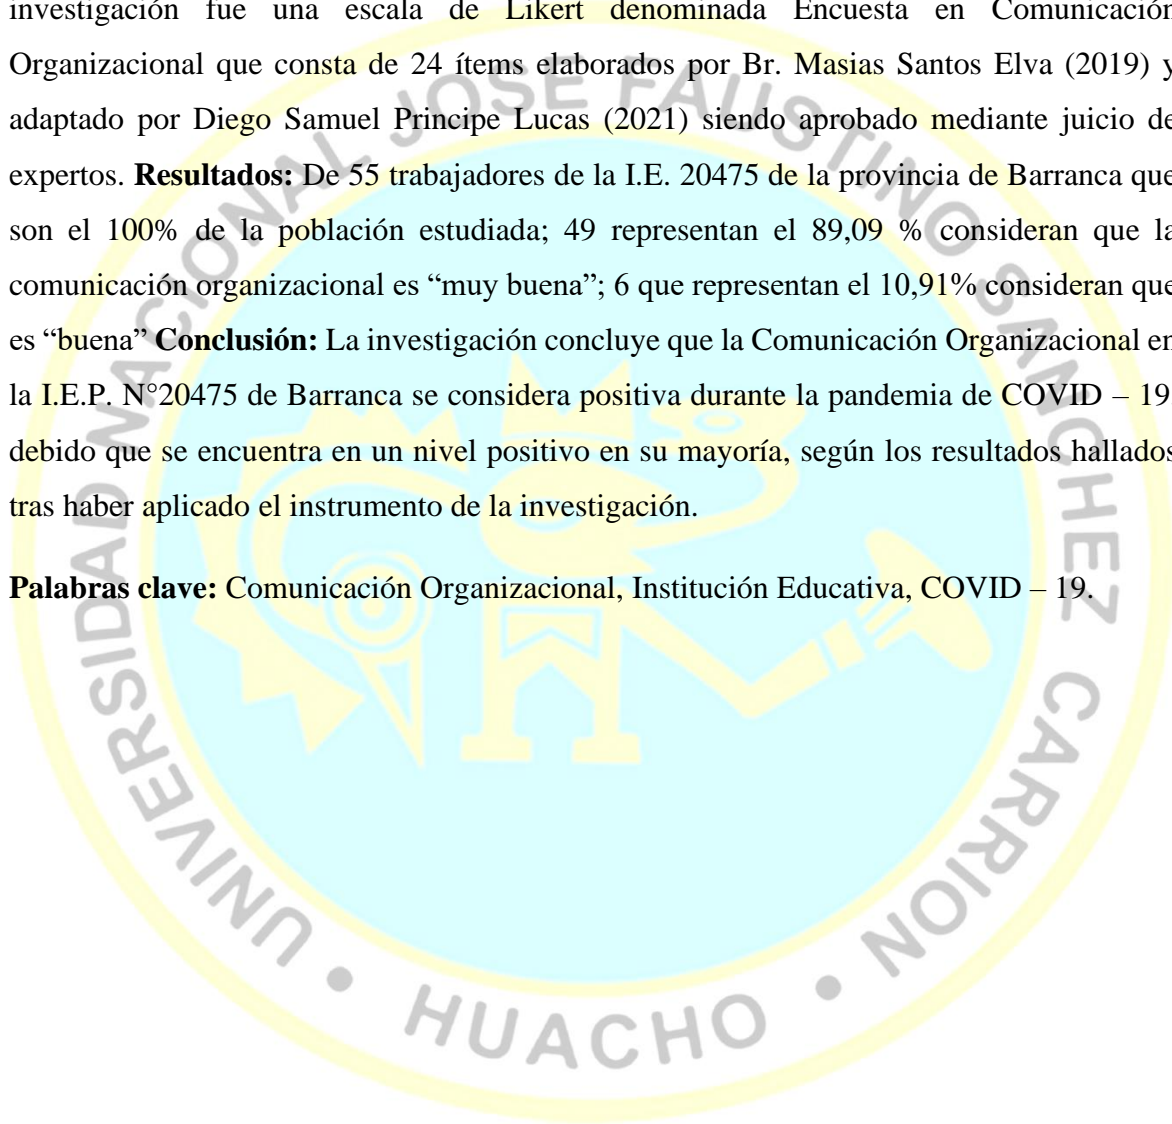 investigación fue una escala de Likert denominada Encuesta en Comunicación
Organizacional que consta de 24 ítems elaborados por Br. Masias Santos Elva (2019) y
adaptado por Diego Samuel Principe Lucas (2021) siendo aprobado mediante juicio de
expertos. Resultados: De 55 trabajadores de la I.E. 20475 de la provincia de Barranca que
son el 100% de la población estudiada; 49 representan el 89,09 % consideran que la
comunicación organizacional es “muy buena”; 6 que representan el 10,91% consideran que
es “buena” Conclusión: La investigación concluye que la Comunicación Organizacional en
la I.E.P. N°20475 de Barranca se considera positiva durante la pandemia de COVID – 19
debido que se encuentra en un nivel positivo en su mayoría, según los resultados hallados
tras haber aplicado el instrumento de la investigación.
Palabras clave: Comunicación Organizacional, Institución Educativa, COVID – 19.
UNIVERSIDAD NACIONAL JOSE FAUSTINO SANCHEZ CARRION
• HUACHO •